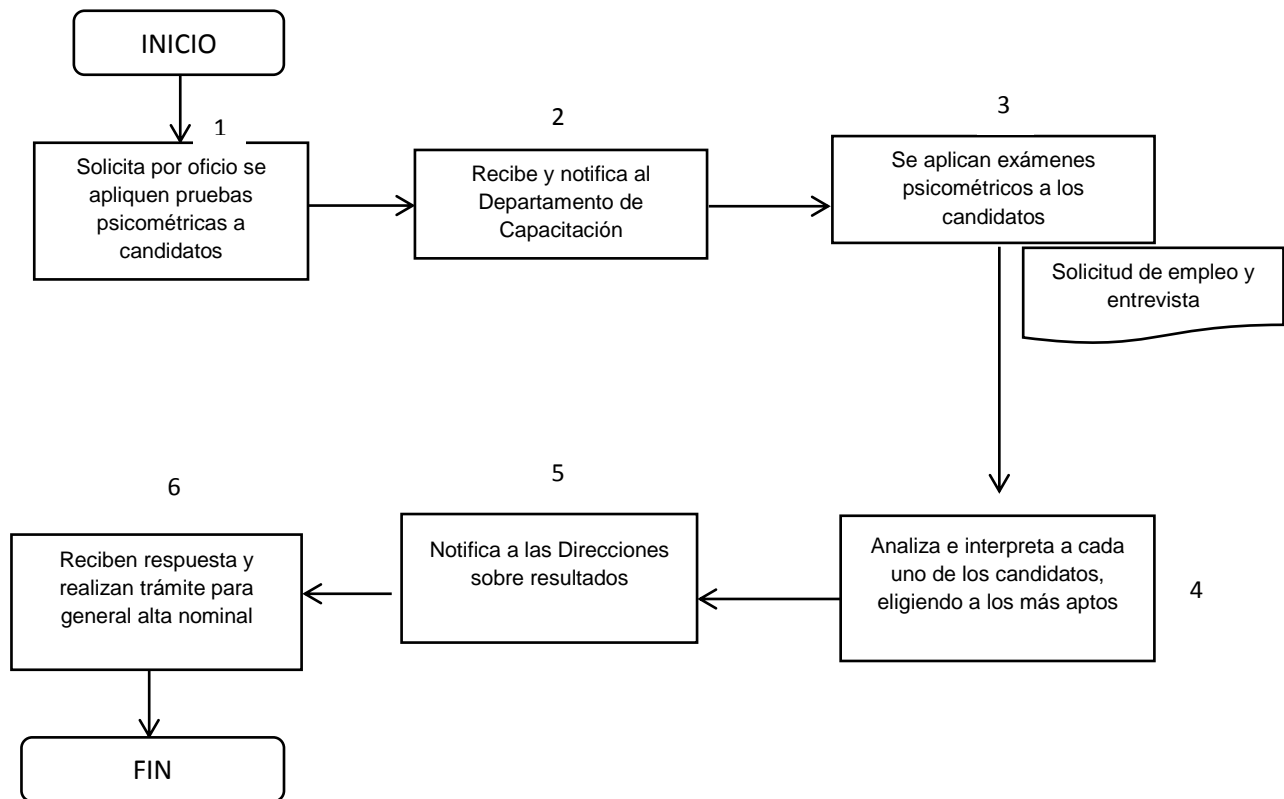 INICIO
1
Solicita por oficio se
apliquen pruebas
psicométricas a
candidatos
2
Recibe y notifica al
Departamento de
Capacitación
3
Se aplican exámenes
psicométricos a los
candidatos
Solicitud de empleo y
entrevista
4
Analiza e interpreta a cada
uno de los candidatos,
eligiendo a los más aptos
5
Notifica a las Direcciones
sobre resultados
6
Reciben respuesta y
realizan trámite para
general alta nominal
FIN